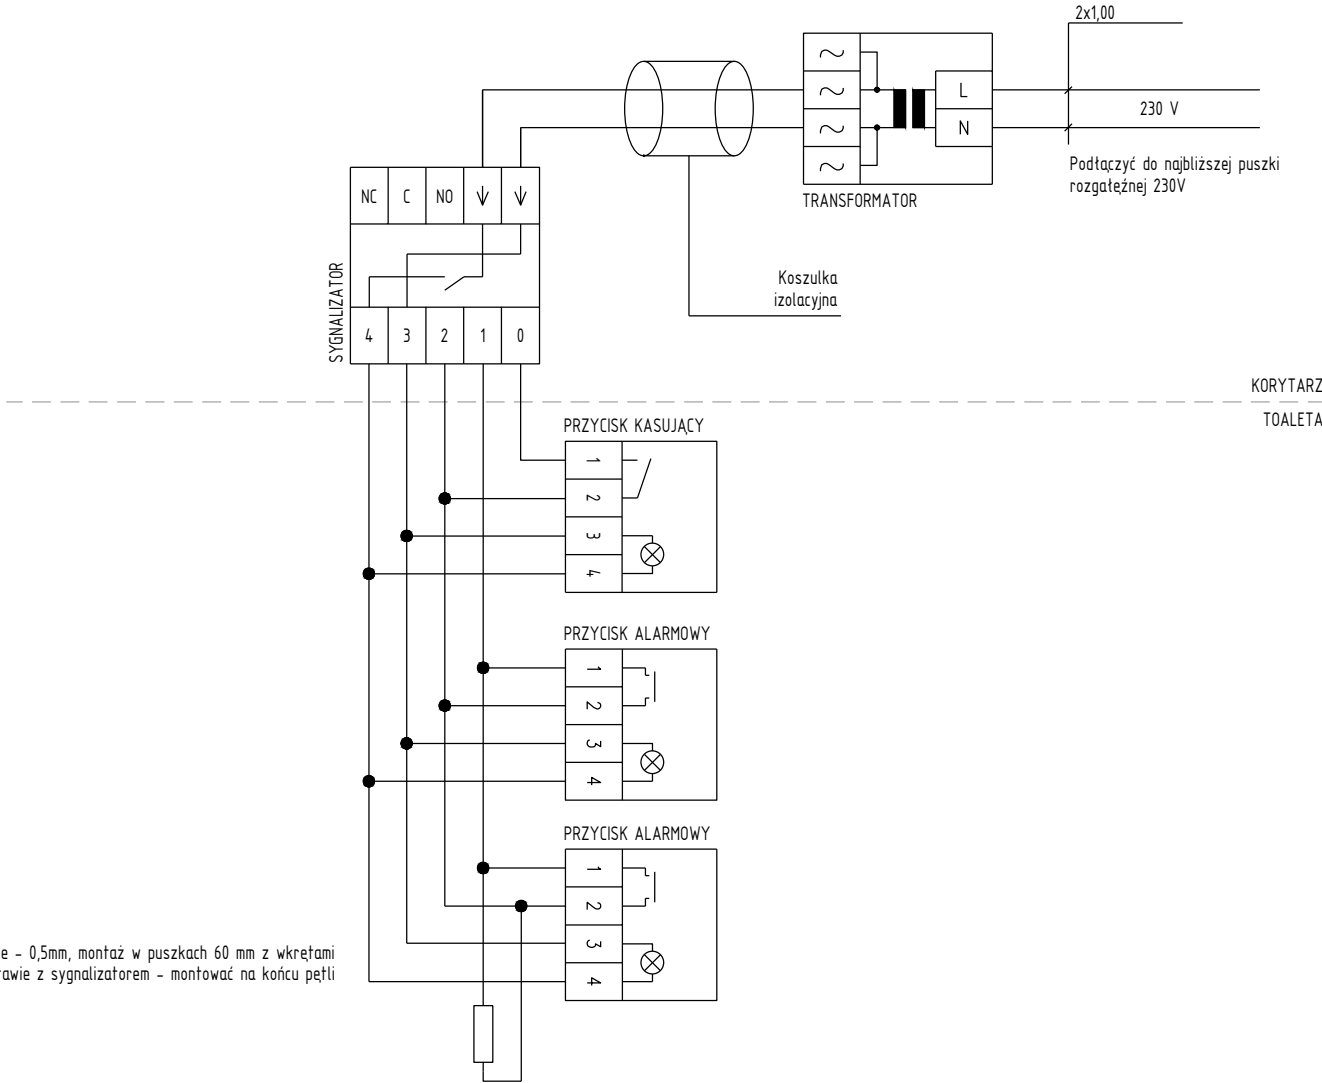 2x1,00
~
~ L
230 V
~ N
~
Podłączyć do najbliższej puszki
rozgałęźnej 230V
TRANSFORMATOR
NC C NO ↓ ↓
SYGNALIZATOR
Koszulka
izolacyjna
4 3 2 1 0
KORYTARZ
TOALETA
PRZYCISK KASUJĄCY
1
2
3
4
PRZYCISK ALARMOWY
1
2
3
4
PRZYCISK ALARMOWY
1
2
3
4
e - 0,5mm, montaż w puszkach 60 mm z wkrętami
awie z sygnalizatorem - montować na końcu pętli